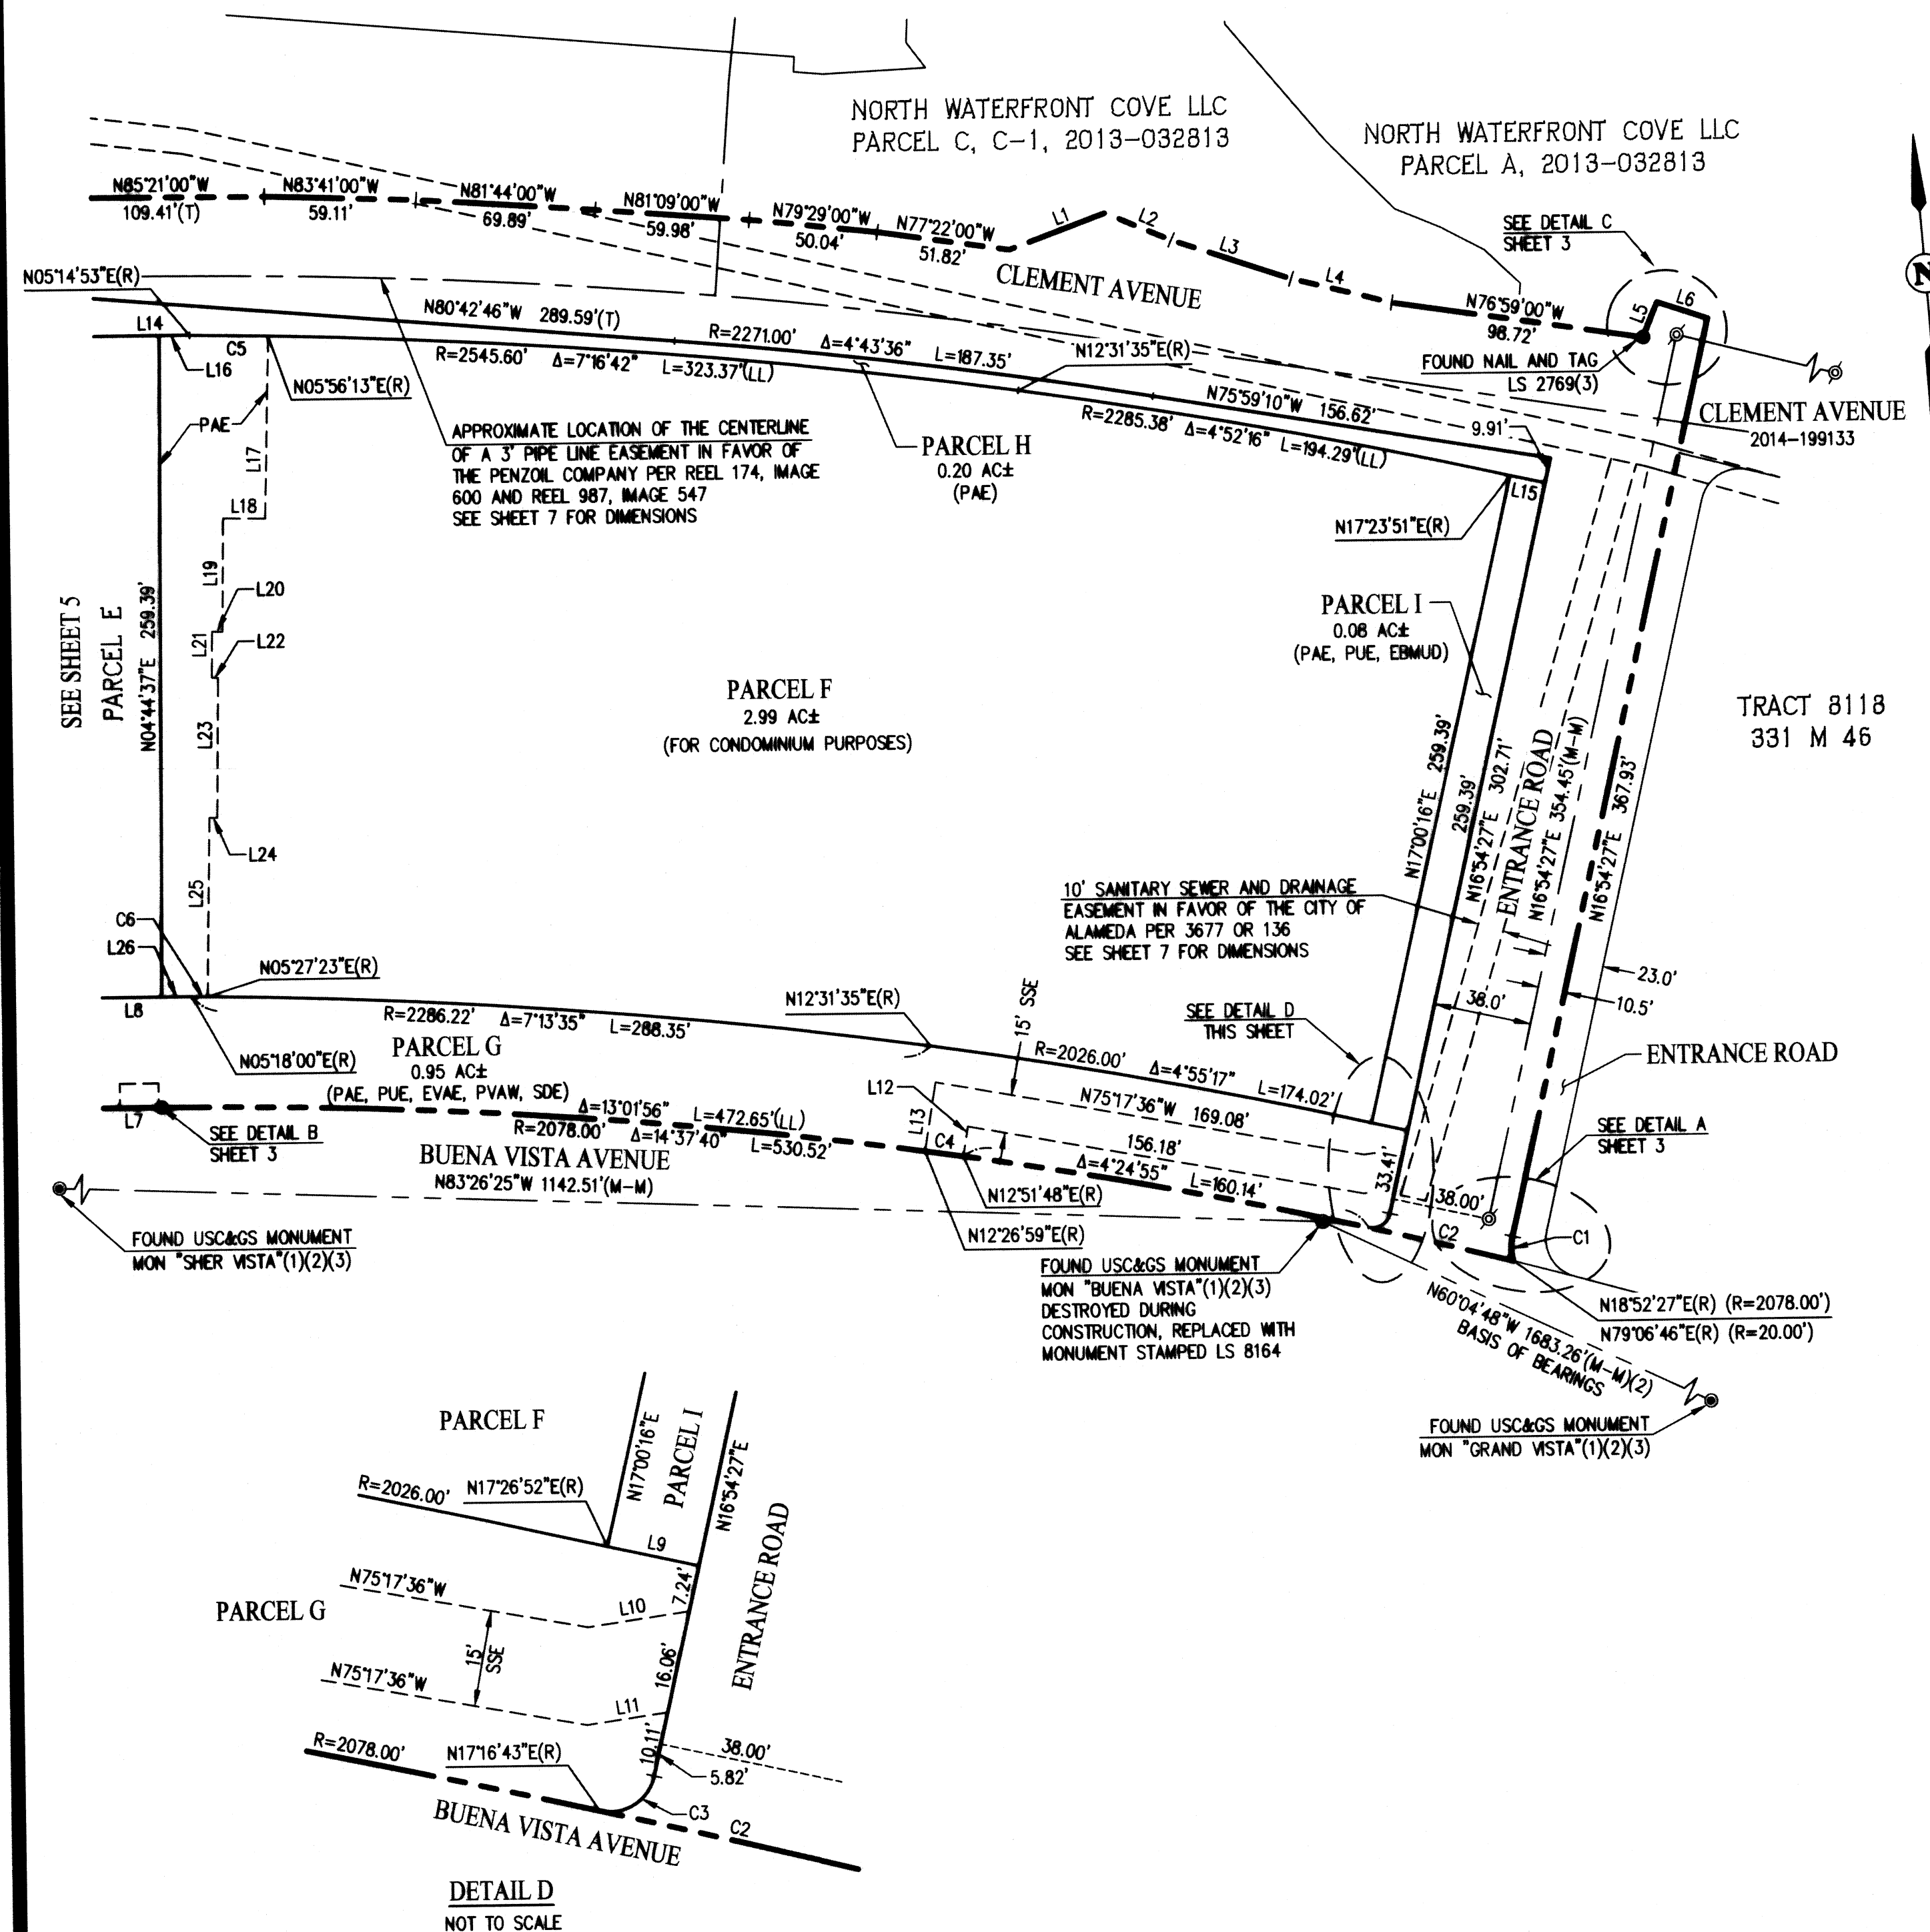 NORTH WATERFRONT COVE LLC
PARCEL C, C-1, 2013-032813
NORTH WATERFRONT COVE LLC
PARCEL A, 2013-032813
N85°21'00"W
109.41'(T)
N83°41'00"W
59.11'
N81°44'00"W
69.89'
N81°09'00"W
59.98'
N79°29'00"W
50.04'
N77°22'00"W
51.82'
L1
L2
L3
L4
N76°59'00"W
98.72'
L5
L6
SEE DETAIL C
SHEET 3
N
CLEMENT AVENUE
FOUND NAIL AND TAG
LS 2769(3)
CLEMENT AVENUE
2014-199133
N05°14'53"E(R)
L14
L16
C5
N05°56'13"E(R)
N80°42'46"W 289.59'(T)
R=2271.00' Δ=4°43'36" L=187.35'
R=2545.60' Δ=7°16'42" L=323.37'(LL)
N12°31'35"E(R)
N75°59'10"W 156.62'
R=2285.38' Δ=4°52'16" L=194.29'(LL)
9.91'
L15
N17°23'51"E(R)
PAE
L17
L18
L19
L20
L21
L22
L23
L24
L25
APPROXIMATE LOCATION OF THE CENTERLINE
OF A 3' PIPE LINE EASEMENT IN FAVOR OF
THE PENZOIL COMPANY PER REEL 174, IMAGE
600 AND REEL 987, IMAGE 547
SEE SHEET 7 FOR DIMENSIONS
PARCEL H
0.20 AC±
(PAE)
SEE SHEET 5
PARCEL E
N04°44'37"E 259.39'
PARCEL F
2.99 AC±
(FOR CONDOMINIUM PURPOSES)
PARCEL I
0.08 AC±
(PAE, PUE, EBMUD)
TRACT 8118
331 M 46
N17°00'16"E 259.39'
259.39'
N16°54'27"E 302.71'
ENTRANCE ROAD
N16°54'27"E 354.45'(M-M)
N16°54'27"E 367.93'
10' SANITARY SEWER AND DRAINAGE
EASEMENT IN FAVOR OF THE CITY OF
ALAMEDA PER 3677 OR 136
SEE SHEET 7 FOR DIMENSIONS
23.0'
10.5'
38.0'
ENTRANCE ROAD
C6
L26
L8
N05°27'23"E(R)
N05°18'00"E(R)
R=2286.22' Δ=7°13'35" L=288.35'
N12°31'35"E(R)
15' SSE
SEE DETAIL D
THIS SHEET
R=2026.00' Δ=4°55'17" L=174.02'
PARCEL G
0.95 AC±
(PAE, PUE, EVAE, PVAW, SDE)
L12
L13
N75°17'36"W 169.08'
156.18'
C4
Δ=4°24'55" L=160.14'
33.41'
38.00'
L7
SEE DETAIL B
SHEET 3
Δ=13°01'56" L=472.65'(LL)
R=2078.00' Δ=14°37'40" L=530.52'
BUENA VISTA AVENUE
N83°26'25"W 1142.51'(M-M)
N12°51'48"E(R)
N12°26'59"E(R)
SEE DETAIL A
SHEET 3
C2
C1
FOUND USC&GS MONUMENT
MON "SHER VISTA"(1)(2)(3)
FOUND USC&GS MONUMENT
MON "BUENA VISTA"(1)(2)(3)
DESTROYED DURING
CONSTRUCTION, REPLACED WITH
MONUMENT STAMPED LS 8164
N18°52'27"E(R) (R=2078.00')
N79°06'46"E(R) (R=20.00')
N60°04'48"W 1683.26'(M-M)(2)
BASIS OF BEARINGS
FOUND USC&GS MONUMENT
MON "GRAND VISTA"(1)(2)(3)
PARCEL F
N17°00'16"E
PARCEL I
N16°54'27"E
R=2026.00'
N17°26'52"E(R)
L9
ENTRANCE ROAD
N75°17'36"W
7.24'
L10
PARCEL G
15'
SSE
16.06'
N75°17'36"W
L11
R=2078.00'
N17°16'43"E(R)
10.11'
38.00'
5.82'
C3
C2
BUENA VISTA AVENUE
DETAIL D
NOT TO SCALE